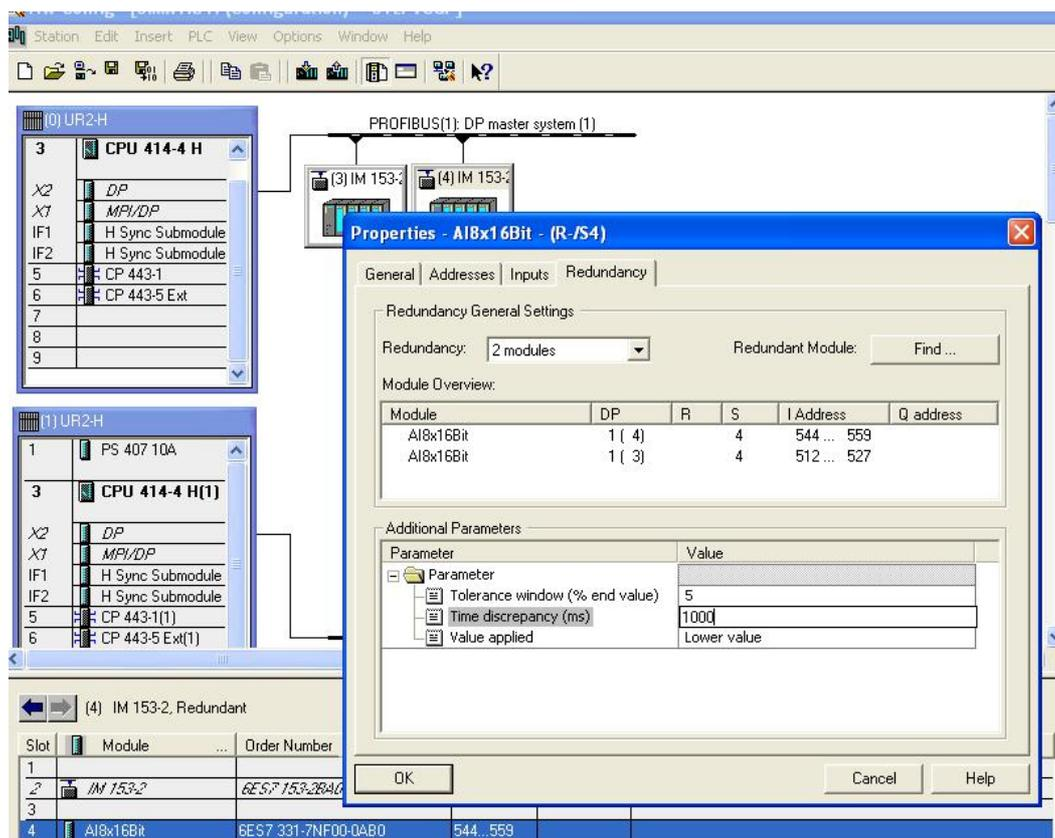 Station Edit Insert PLC View Options Window Help
(0) UR2-H
3 CPU 414-4 H
X2 DP
X1 MPI/DP
IF1 H Sync Submodule
IF2 H Sync Submodule
5 CP 443-1
6 CP 443-5 Ext
7
8
9
PROFIBUS(1): DP master system (1)
(3) IM 153-2
(4) IM 153-2
(1) UR2-H
1 PS 407 10A
3 CPU 414-4 H(1)
X2 DP
X1 MPI/DP
IF1 H Sync Submodule
IF2 H Sync Submodule
5 CP 443-1(1)
6 CP 443-5 Ext(1)
Properties - AI8x16Bit - (R-/S4)
General Addresses Inputs Redundancy
Redundancy General Settings
Redundancy: 2 modules Redundant Module: Find ...
Module Overview:
Module DP R S I Address Q address
AI8x16Bit 1 ( 4) 4 544 ... 559
AI8x16Bit 1 ( 3) 4 512 ... 527
Additional Parameters
Parameter Value
Parameter
Tolerance window (% end value) 5
Time discrepancy (ms) 1000
Value applied Lower value
OK Cancel Help
(4) IM 153-2, Redundant
Slot Module ... Order Number
1
2 IM 153-2
3
4 AI8x16Bit 6ES7 331-7NF00-0AB0 544...559